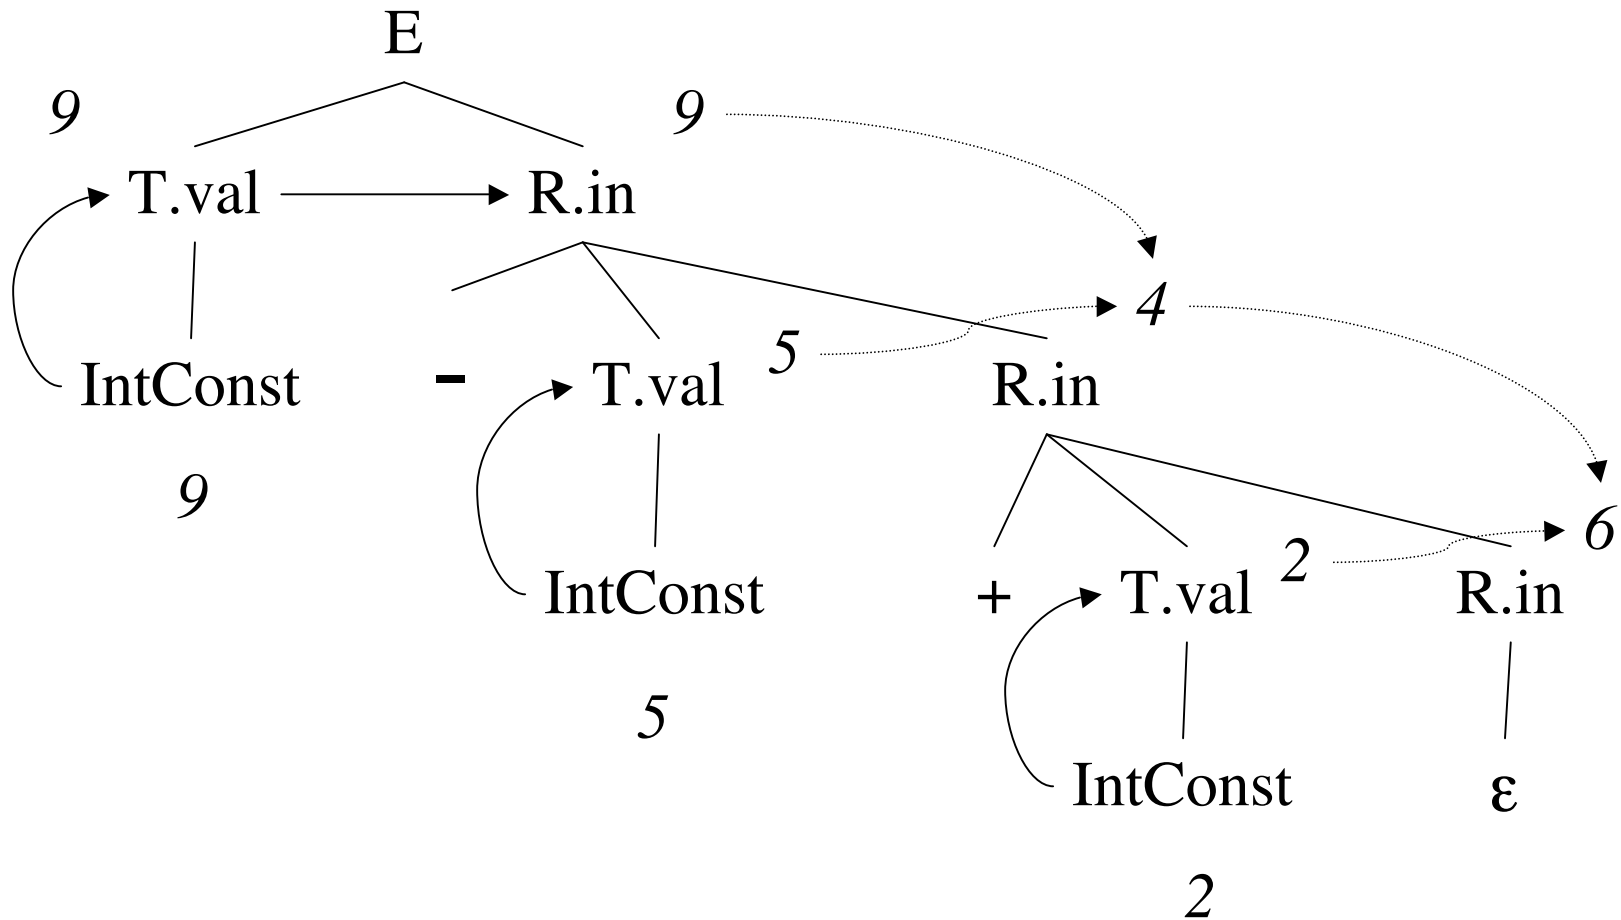 E
9 9
T.val R.in
4
5
IntConst - T.val R.in
9
6
2
IntConst + T.val R.in
5
IntConst ε
2